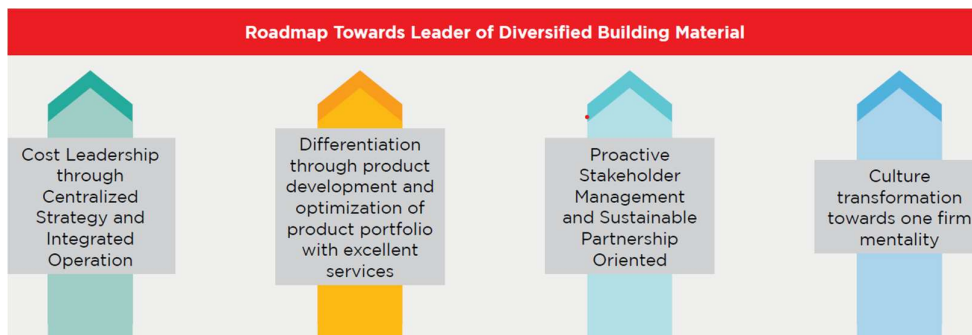 Roadmap Towards Leader of Diversified Building Material
Cost Leadership
through
Centralized
Strategy and
Integrated
Operation
Differentiation
through product
development and
optimization of
product portfolio
with excellent
services
Proactive
Stakeholder
Management
and Sustainable
Partnership
Oriented
Culture
transformation
towards one firm
mentality